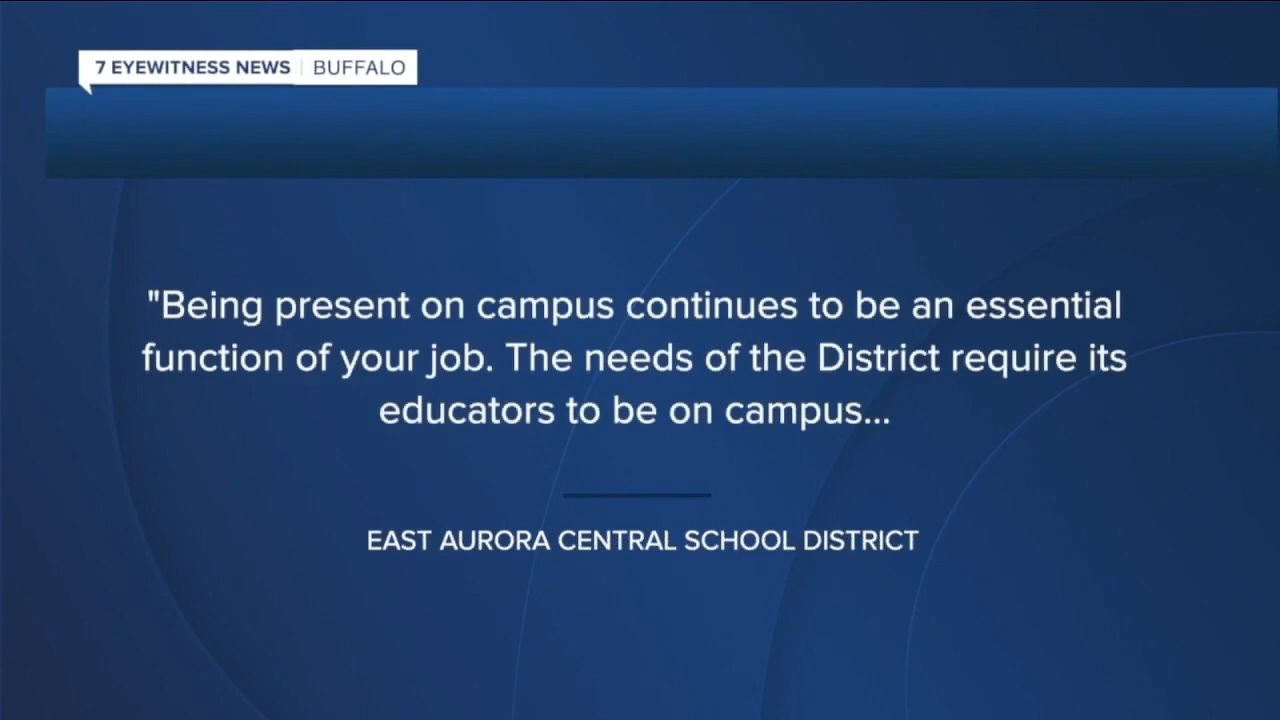 7 EYEWITNESS NEWS | BUFFALO
"Being present on campus continues to be an essential
function of your job. The needs of the District require its
educators to be on campus...
EAST AURORA CENTRAL SCHOOL DISTRICT